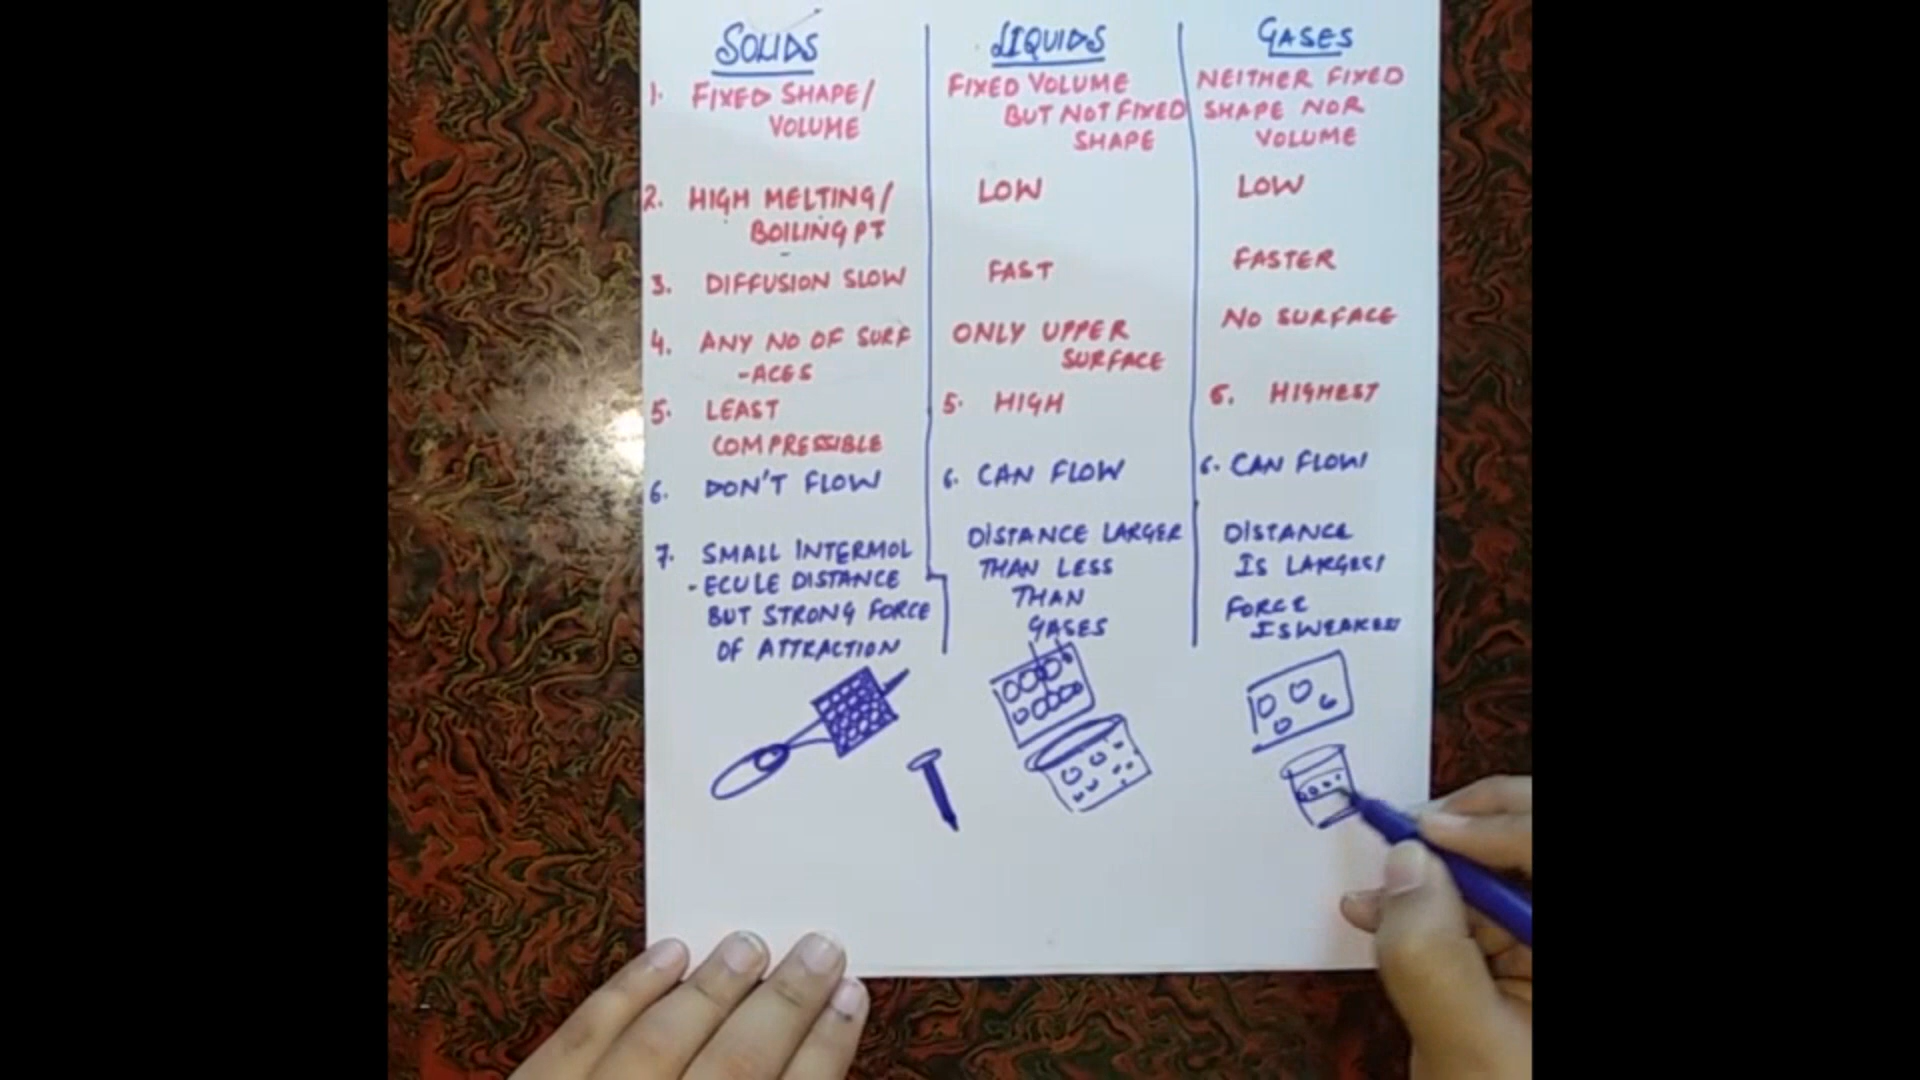 SOLIDS
1. FIXED SHAPE/
VOLUME
2. HIGH MELTING/
BOILING PT
3. DIFFUSION SLOW
4. ANY NO OF SURF
-ACES
5. LEAST
COMPRESSIBLE
6. DON'T FLOW
7. SMALL INTERMOL
-ECULE DISTANCE
BUT STRONG FORCE
OF ATTRACTION
LIQUIDS
FIXED VOLUME
BUT NOT FIXED
SHAPE
LOW
FAST
ONLY UPPER
SURFACE
5. HIGH
6. CAN FLOW
DISTANCE LARGER
THAN LESS
THAN
GASES
GASES
NEITHER FIXED
SHAPE NOR
VOLUME
LOW
FASTER
NO SURFACE
5. HIGHEST
6. CAN FLOW
DISTANCE
IS LARGEST
FORCE
IS WEAKEST